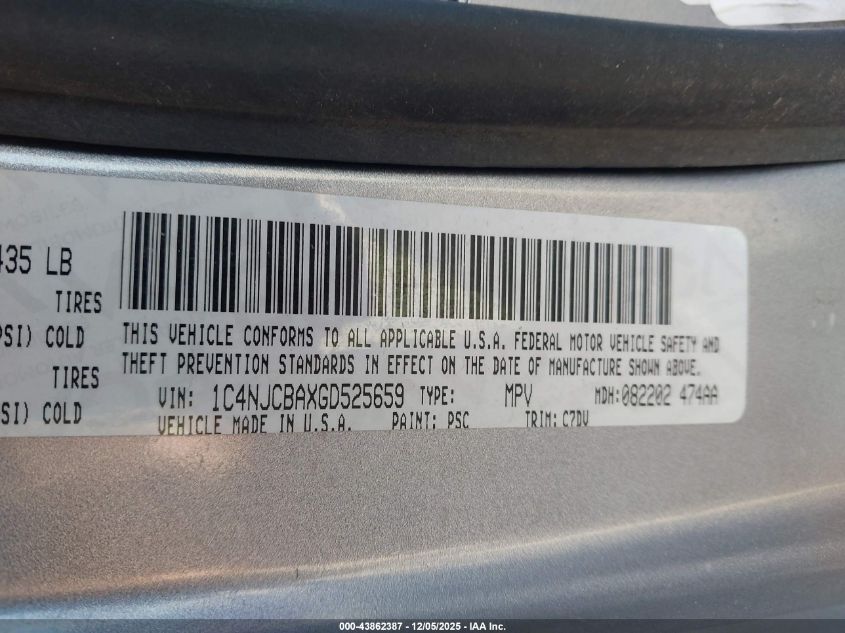 435 LB
TIRES
PSI) COLD
TIRES
SI) COLD
THIS VEHICLE CONFORMS TO ALL APPLICABLE U.S.A. FEDERAL MOTOR VEHICLE SAFETY AND
THEFT PREVENTION STANDARDS IN EFFECT ON THE DATE OF MANUFACTURE SHOWN ABOVE.
VIN: 1C4NJCBAXGD525659 TYPE: MPV MDH:082202 474AA
VEHICLE MADE IN U.S.A. PAINT: PSC TRIM: C7DV
000-43862387 - 12/05/2025 - IAA Inc.